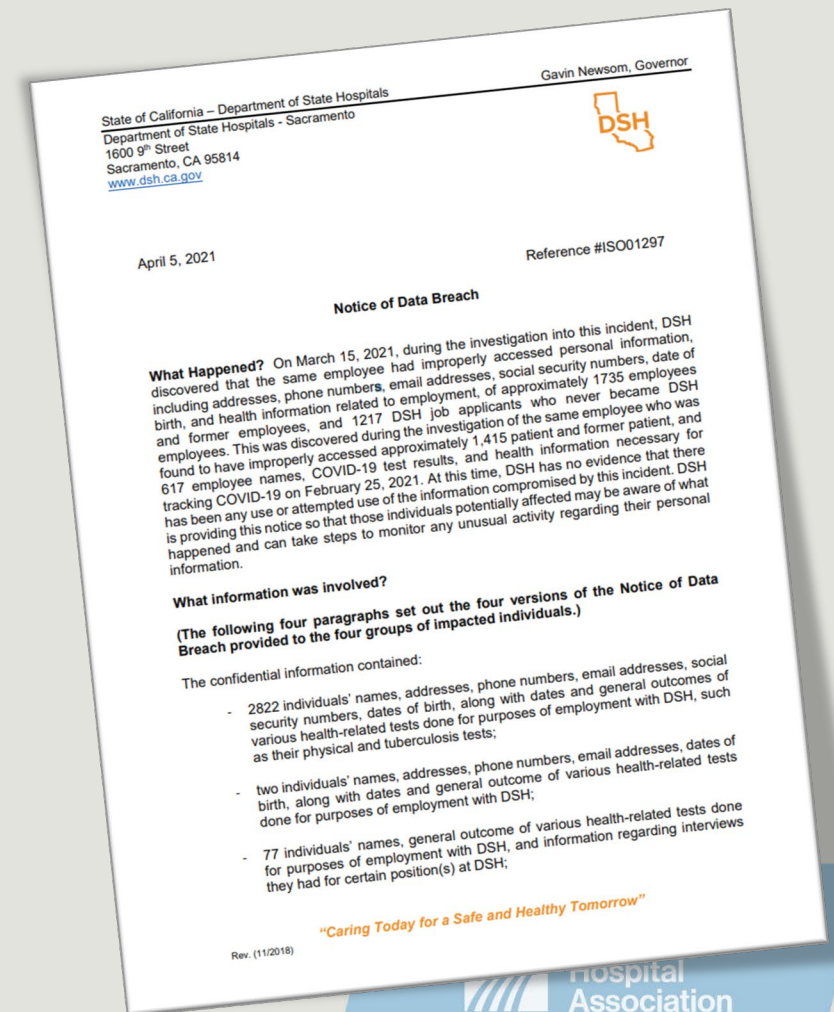 State of California – Department of State Hospitals
Gavin Newsom, Governor
Department of State Hospitals - Sacramento
1600 9th Street
Sacramento, CA 95814
www.dsh.ca.gov
DSH
April 5, 2021
Reference #ISO01297
Notice of Data Breach
What Happened? On March 15, 2021, during the investigation into this incident, DSH
discovered that the same employee had improperly accessed personal information,
including addresses, phone numbers, email addresses, social security numbers, date of
birth, and health information related to employment, of approximately 1735 employees
and former employees, and 1217 DSH job applicants who never became DSH
employees. This was discovered during the investigation of the same employee who was
found to have improperly accessed approximately 1,415 patient and former patient, and
617 employee names, COVID-19 test results, and health information necessary for
tracking COVID-19 on February 25, 2021. At this time, DSH has no evidence that there
has been any use or attempted use of the information compromised by this incident. DSH
is providing this notice so that those individuals potentially affected may be aware of what
happened and can take steps to monitor any unusual activity regarding their personal
information.
What information was involved?
(The following four paragraphs set out the four versions of the Notice of Data
Breach provided to the four groups of impacted individuals.)
The confidential information contained:
- 2822 individuals' names, addresses, phone numbers, email addresses, social
security numbers, dates of birth, along with dates and general outcomes of
various health-related tests done for purposes of employment with DSH, such
as their physical and tuberculosis tests;
- two individuals' names, addresses, phone numbers, email addresses, dates of
birth, along with dates and general outcome of various health-related tests
done for purposes of employment with DSH;
- 77 individuals' names, general outcome of various health-related tests done
for purposes of employment with DSH, and information regarding interviews
they had for certain position(s) at DSH;
"Caring Today for a Safe and Healthy Tomorrow"
Rev. (11/2018)
Hospital
Association